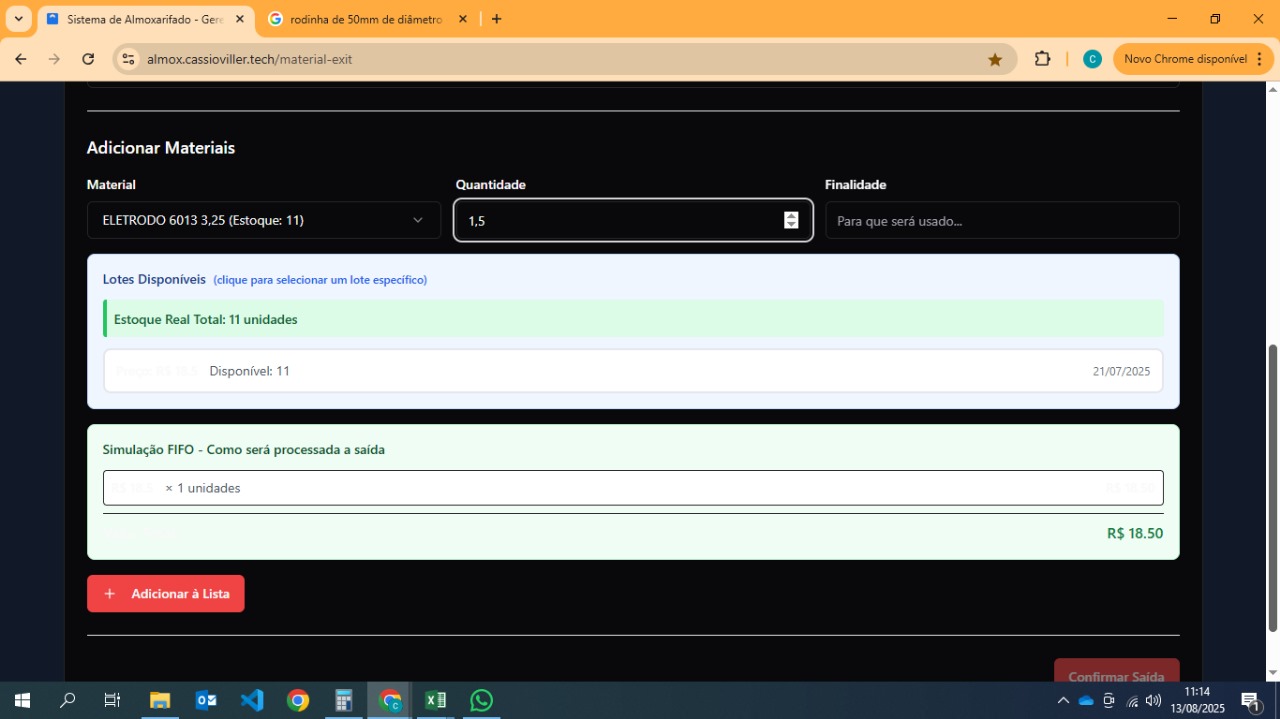 Sistema de Almoxarifado - Gere
rodinha de 50mm de diâmetro
almox.cassioviller.tech/material-exit
C
Novo Chrome disponível
Adicionar Materiais
Material
Quantidade
Finalidade
ELETRODO 6013 3,25 (Estoque: 11)
1,5
Para que será usado...
Lotes Disponíveis (clique para selecionar um lote específico)
Estoque Real Total: 11 unidades
Preço: R$ 18.5 Disponível: 11
21/07/2025
Simulação FIFO - Como será processada a saída
R$ 18.5 × 1 unidades
R$ 18.50
R$ 18.50
+ Adicionar à Lista
Confirmar Saída
11:14
13/08/2025
1